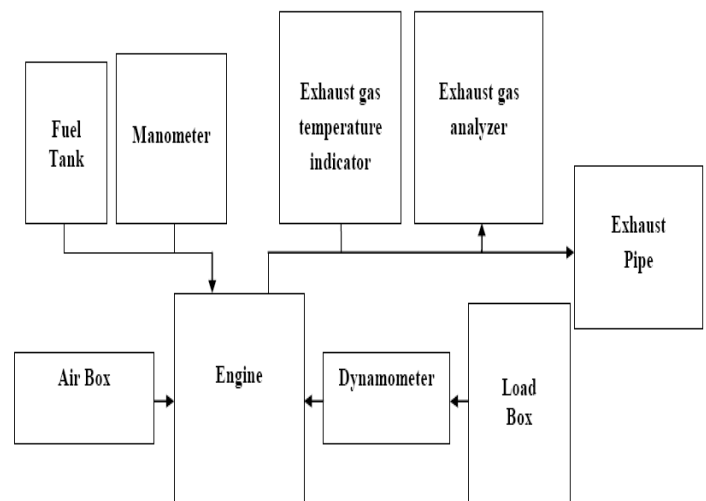 Fuel
Tank
Manometer
Exhaust gas
temperature
indicator
Exhaust gas
analyzer
Exhaust
Pipe
Air Box
Engine
Dynamometer
Load
Box